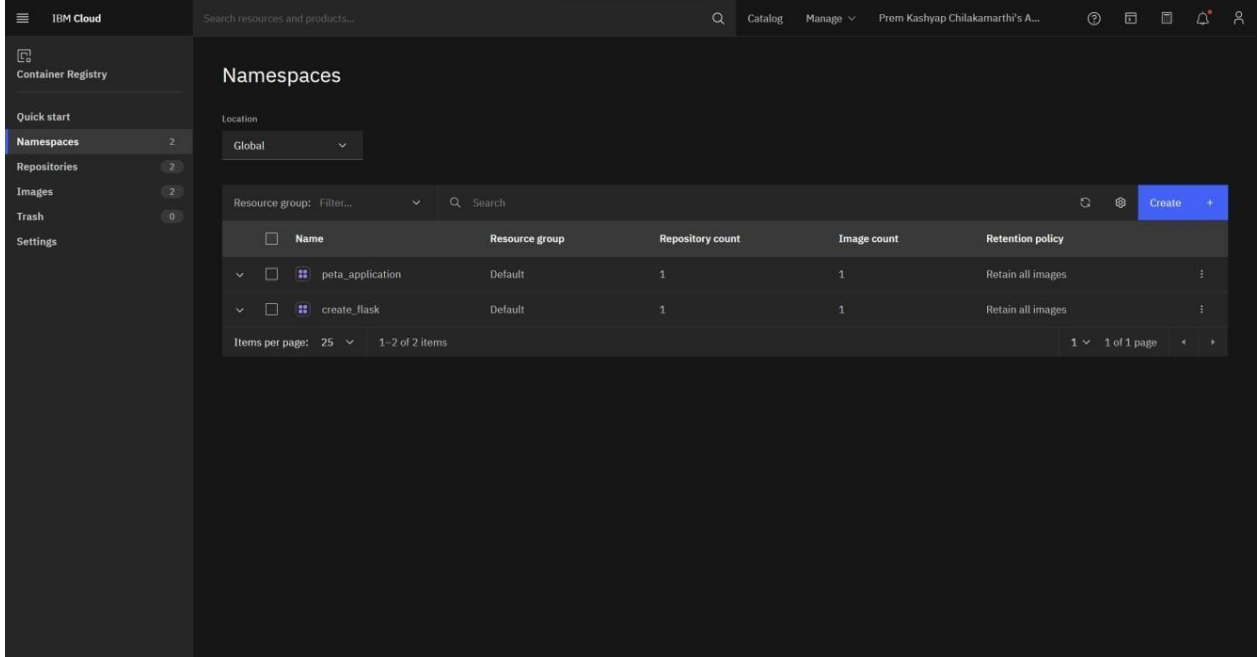 IBM Cloud
Search resources and products...
Catalog
Manage
Prem Kashyap Chilakamarthi's A...
Container Registry
Quick start
Namespaces 2
Repositories 2
Images 2
Trash 0
Settings
Namespaces
Location
Global
Resource group: Filter...
Search
Create +
Name Resource group Repository count Image count Retention policy
peta_application Default 1 1 Retain all images
create_flask Default 1 1 Retain all images
Items per page: 25 1–2 of 2 items 1 1 of 1 page